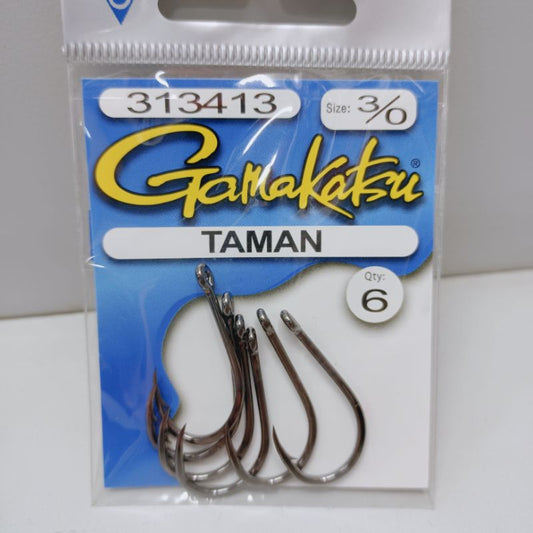 313413
Size: 3/0
Gamakatsu®
TAMAN
Qty:
6